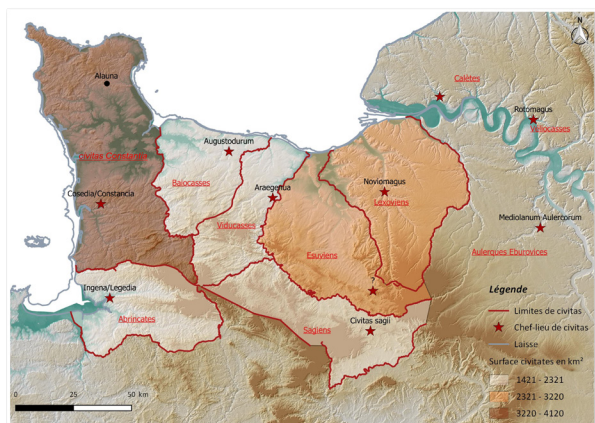 N
Alauna
Calètes
Rotomagus
Vellocasses
Augustodurum
civitas Constantia
Baiocasses
Cosedia/Constancia
Araegenua
Noviomagus
Lexoviens
Viducasses
Mediolanum Aulercorum
Esuviens
Aulerques Eburovices
?
Ingena/Legedia
Abrincates
Sagiens
Civitas sagii
Légende
Limites de civitas
Chef-lieu de civitas
Laisse
Surface civitates en km²
1421 - 2321
2321 - 3220
3220 - 4120
0 25 50 km